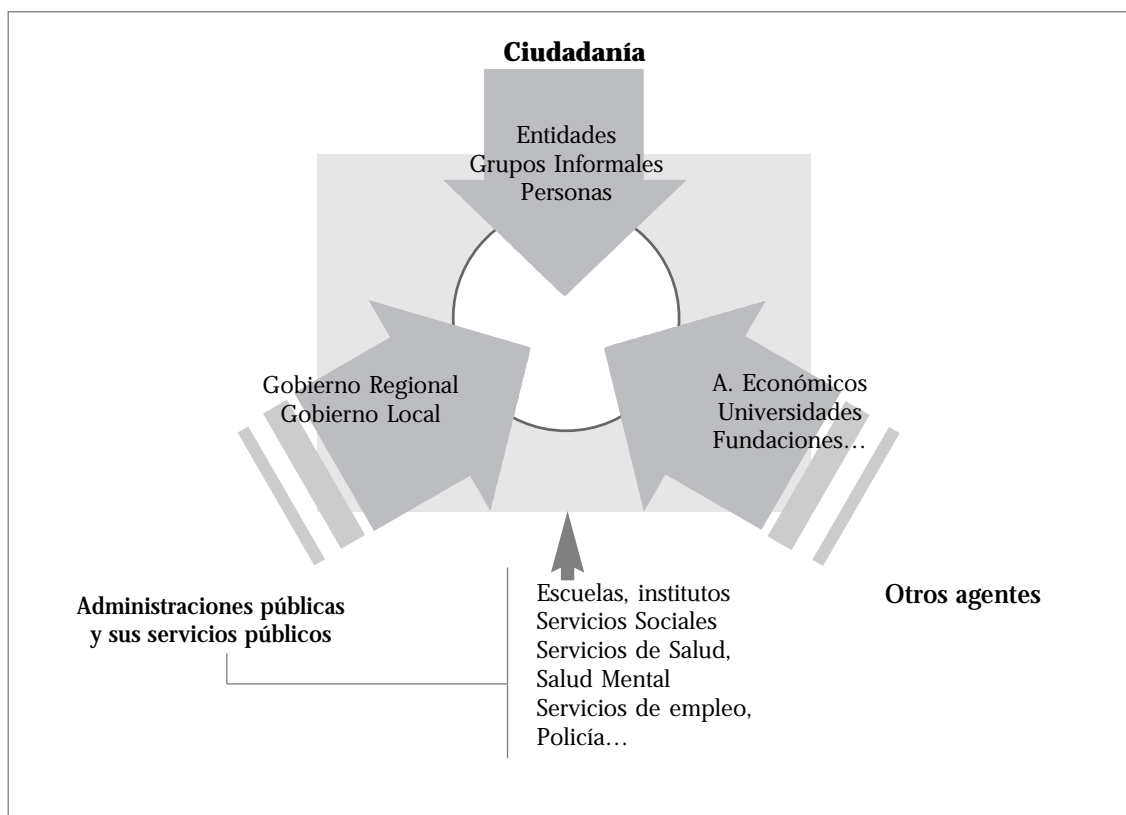 Ciudadanía
Entidades
Grupos Informales
Personas
Gobierno Regional
Gobierno Local
A. Económicos
Universidades
Fundaciones…
Administraciones públicas
y sus servicios públicos
Escuelas, institutos
Servicios Sociales
Servicios de Salud,
Salud Mental
Servicios de empleo,
Policía…
Otros agentes